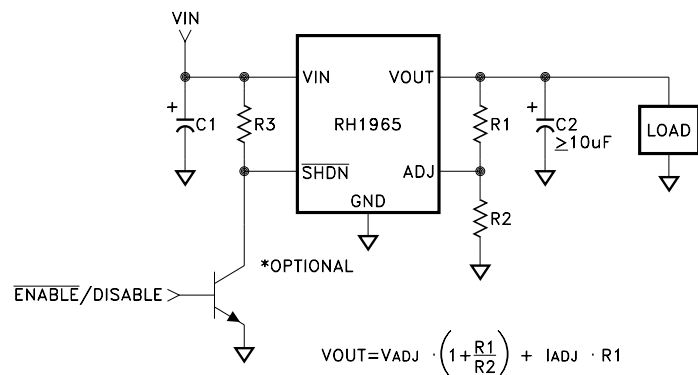 VIN
VIN
VOUT
+
C1
R3
RH1965
R1
+
C2
≥10uF
LOAD
SHDN
ADJ
GND
R2
*OPTIONAL
ENABLE/DISABLE
VOUT=VADJ ·(1+R1/R2) + IADJ · R1